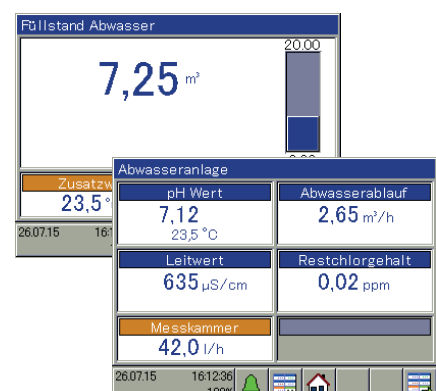 Füllstand Abwasser
20.00
7,25 m³
23,5°
26.07.15
Abwasseranlage
pH Wert
Abwasserablauf
7,12
2,65 m³/h
23,5 °C
Leitwert
Restchlorgehalt
635 µS/cm
0,02 ppm
Messkammer
42,0 l/h
26.07.15 16:12:36
100%